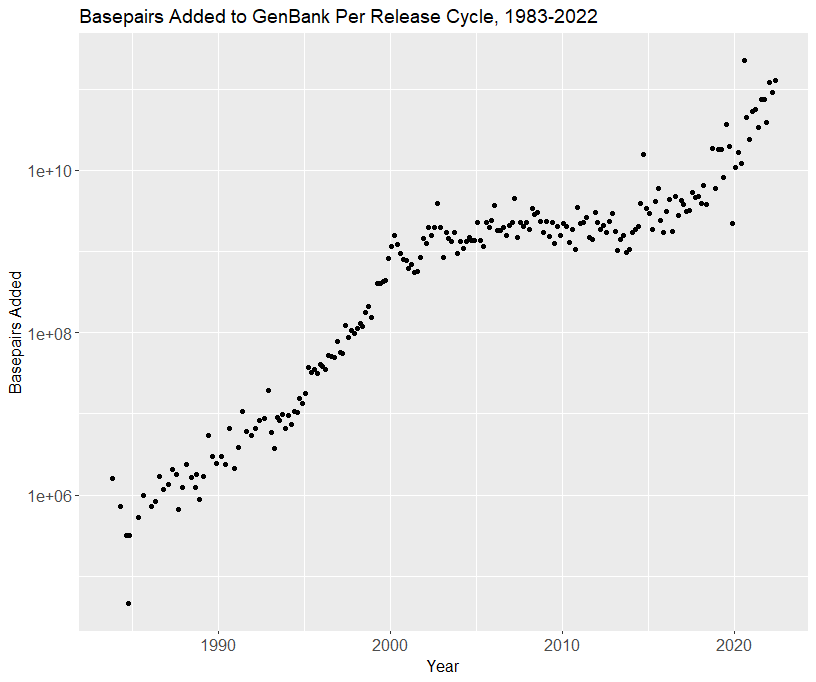 Basepairs Added to GenBank Per Release Cycle, 1983-2022
Basepairs Added
1e+10
1e+08
1e+06
1990 2000 2010 2020
Year